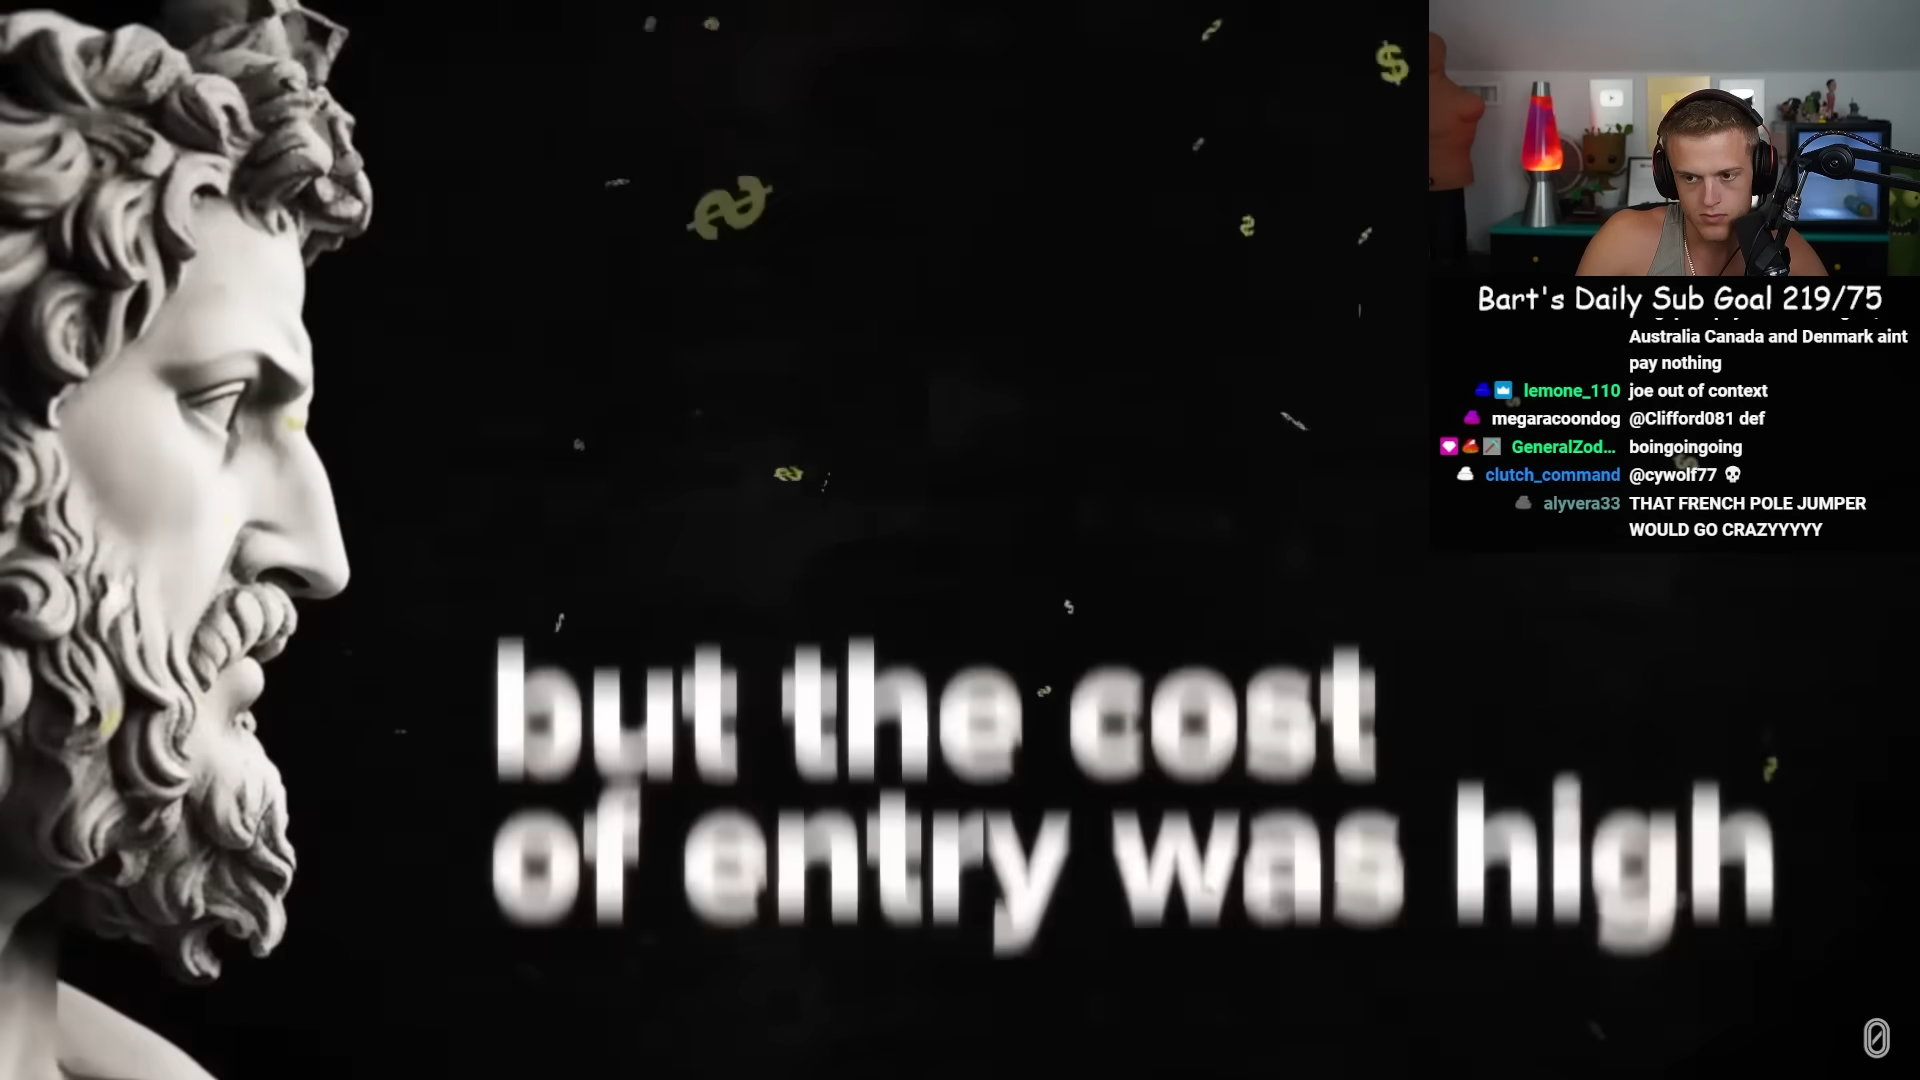 Bart's Daily Sub Goal 219/75
Australia Canada and Denmark aint
pay nothing
lemone_110 joe out of context
megaracoondog @Clifford081 def
GeneralZod... boingoingoing
clutch_command @cywolf77 💀
alyvera33 THAT FRENCH POLE JUMPER
WOULD GO CRAZYYYYY
but the cost
of entry was high